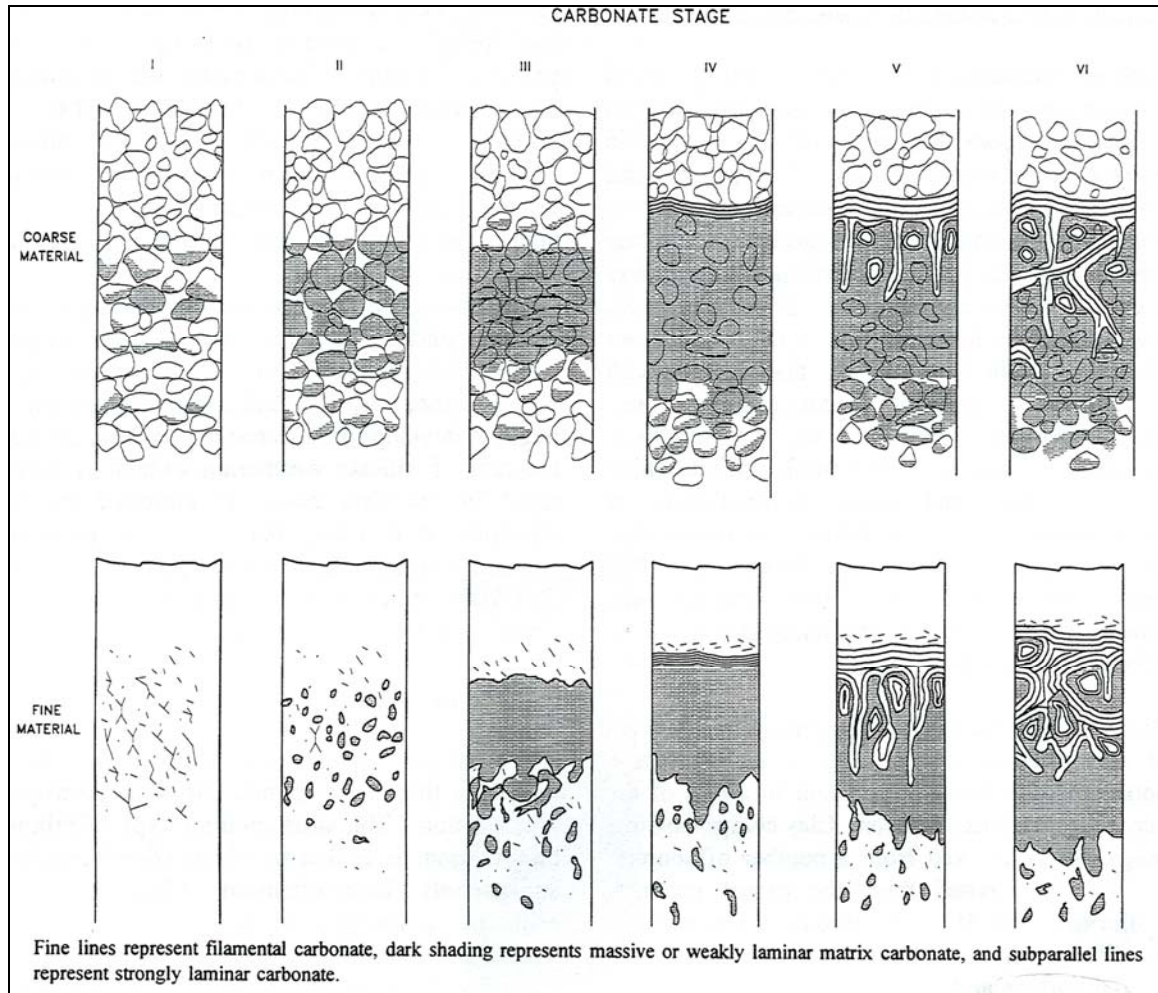 CARBONATE STAGE
I II III IV V VI
COARSE
MATERIAL
FINE
MATERIAL
Fine lines represent filamental carbonate, dark shading represents massive or weakly laminar matrix carbonate, and subparallel lines
represent strongly laminar carbonate.